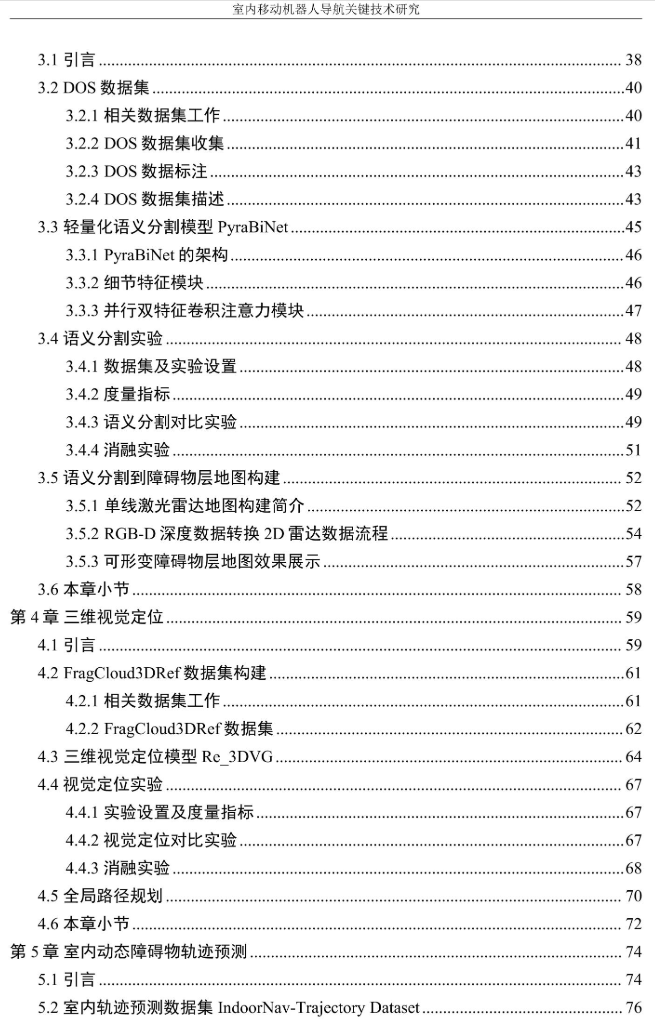 室内移动机器人导航关键技术研究
3.1 引言 ........ 38
3.2 DOS 数据集 ........ 40
3.2.1 相关数据集工作 ........ 40
3.2.2 DOS 数据集收集 ........ 41
3.2.3 DOS 数据标注 ........ 43
3.2.4 DOS 数据集描述 ........ 43
3.3 轻量化语义分割模型 PyraBiNet ........ 45
3.3.1 PyraBiNet 的架构 ........ 46
3.3.2 细节特征模块 ........ 46
3.3.3 并行双特征卷积注意力模块 ........ 47
3.4 语义分割实验 ........ 48
3.4.1 数据集及实验设置 ........ 48
3.4.2 度量指标 ........ 49
3.4.3 语义分割对比实验 ........ 49
3.4.4 消融实验 ........ 51
3.5 语义分割到障碍物层地图构建 ........ 52
3.5.1 单线激光雷达地图构建简介 ........ 52
3.5.2 RGB-D 深度数据转换 2D 雷达数据流程 ........ 54
3.5.3 可形变障碍物层地图效果展示 ........ 57
3.6 本章小节 ........ 58
第 4 章 三维视觉定位 ........ 59
4.1 引言 ........ 59
4.2 FragCloud3DRef 数据集构建 ........ 61
4.2.1 相关数据集工作 ........ 61
4.2.2 FragCloud3DRef 数据集 ........ 62
4.3 三维视觉定位模型 Re_3DVG ........ 64
4.4 视觉定位实验 ........ 67
4.4.1 实验设置及度量指标 ........ 67
4.4.2 视觉定位对比实验 ........ 67
4.4.3 消融实验 ........ 68
4.5 全局路径规划 ........ 70
4.6 本章小节 ........ 72
第 5 章 室内动态障碍物轨迹预测 ........ 74
5.1 引言 ........ 74
5.2 室内轨迹预测数据集 IndoorNav-Trajectory Dataset ........ 76